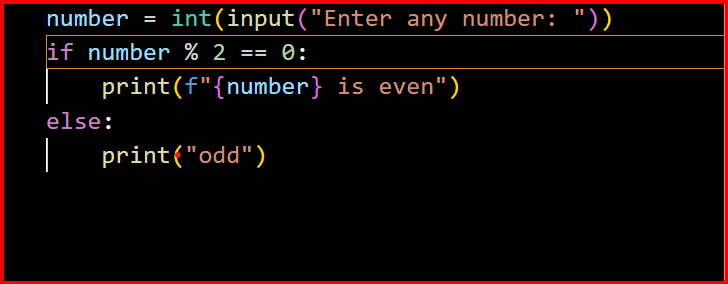 number = int(input("Enter any number: "))
if number % 2 == 0:
    print(f"{number} is even")
else:
    print("odd")